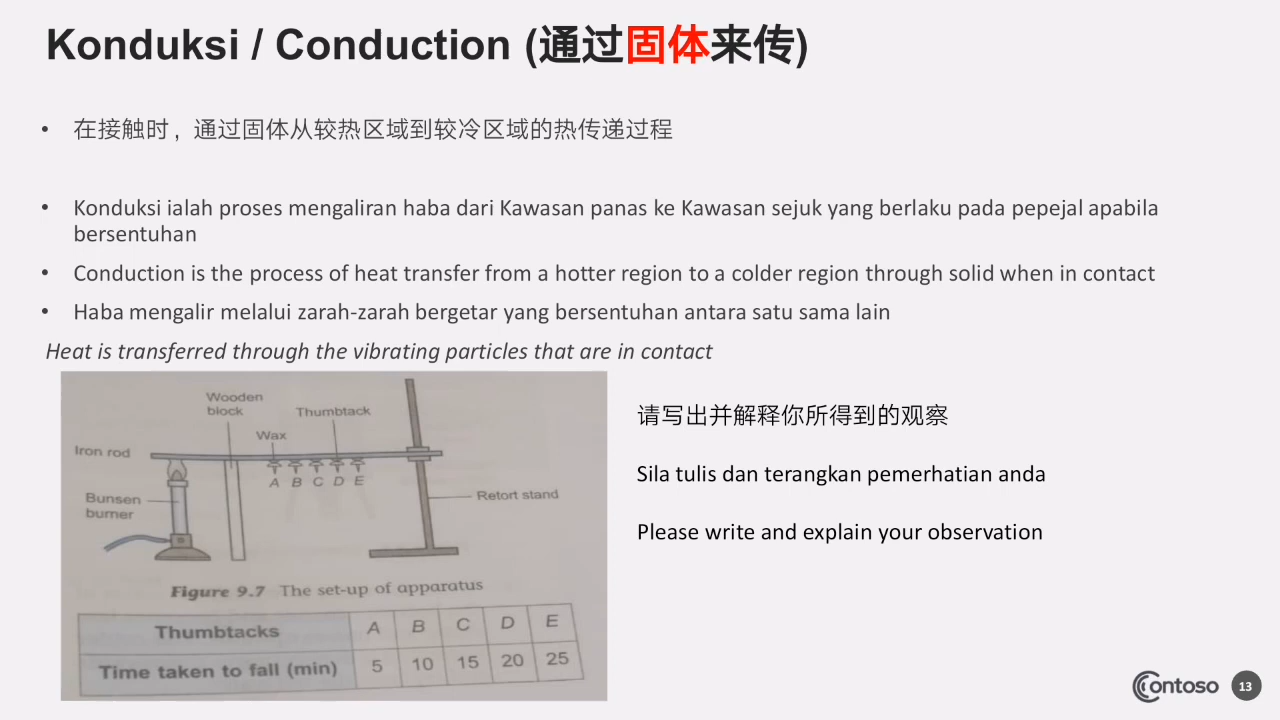 Konduksi / Conduction (通过固体来传)
• 在接触时，通过固体从较热区域到较冷区域的热传递过程
• Konduksi ialah proses mengaliran haba dari Kawasan panas ke Kawasan sejuk yang berlaku pada pepejal apabila
bersentuhan
• Conduction is the process of heat transfer from a hotter region to a colder region through solid when in contact
• Haba mengalir melalui zarah-zarah bergetar yang bersentuhan antara satu sama lain
Heat is transferred through the vibrating particles that are in contact
Wooden
block
Thumbtack
Wax
Iron rod
A B C D E
Bunsen
burner
Retort stand
Figure 9.7 The set-up of apparatus
Thumbtacks A B C D E
Time taken to fall (min) 5 10 15 20 25
请写出并解释你所得到的观察
Sila tulis dan terangkan pemerhatian anda
Please write and explain your observation
Contoso
13